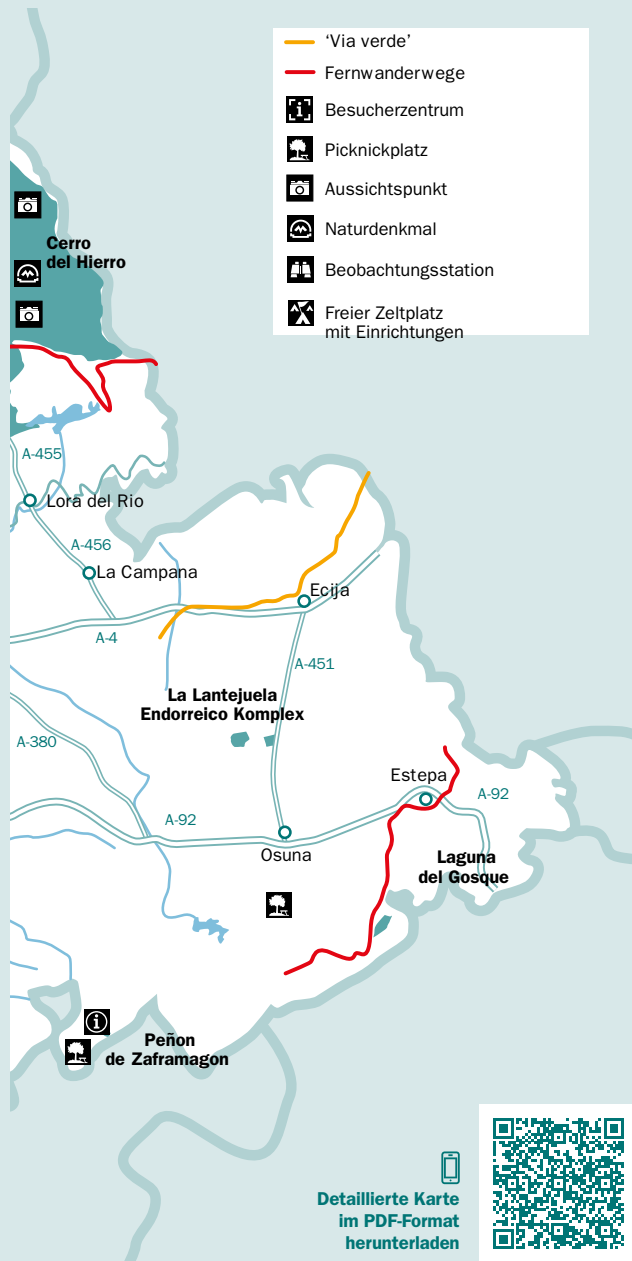 ‘Via verde’
Fernwanderwege
Besucherzentrum
Picknickplatz
Aussichtspunkt
Naturdenkmal
Beobachtungsstation
Freier Zeltplatz
mit Einrichtungen
Cerro
del Hierro
A-455
Lora del Rio
A-456
La Campana
Ecija
A-4
A-451
La Lantejuela
Endorreico Komplex
A-380
Estepa
A-92
A-92
Osuna
Laguna
del Gosque
Peñon
de Zaframagon
Detaillierte Karte
im PDF-Format
herunterladen